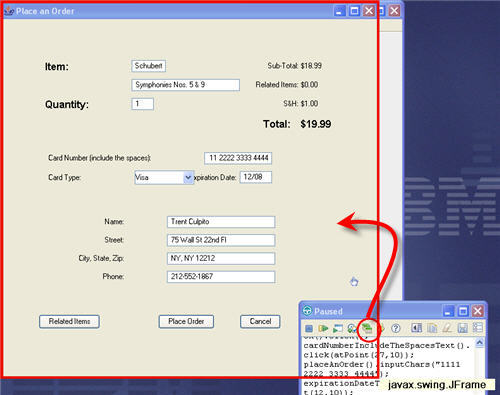 Place an Order
Item:
Schubert
Sub-Total: $18.99
Symphonies Nos. 5 & 9
Related Items: $0.00
Quantity:
1
S&H: $1.00
Total: $19.99
Card Number (include the spaces):
11 2222 3333 4444
Card Type:
Visa
xpiration Date:
12/08
Name:
Trent Culpito
Street:
75 Wall St 22nd Fl
City, State, Zip:
NY, NY 12212
Phone:
212-552-1867
Related Items
Place Order
Cancel
BM
Paused
cardNumberIncludeTheSpacesText().
click(atPoint(27,10));
placeAnOrder().inputChars("1111
2222 3333 4444");
expirationDateT
t(12,10));
javax.swing.JFrame